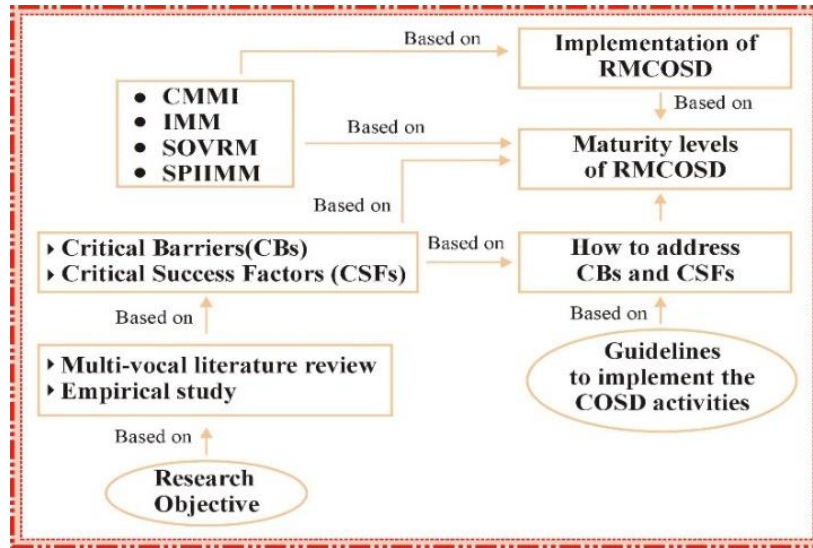 Based on
Implementation of
RMCOSD
● CMMI
● IMM
● SOVRM
● SPIIMM
Based on
Based on
Maturity levels
of RMCOSD
Based on
‣ Critical Barriers(CBs)
‣ Critical Success Factors (CSFs)
Based on
How to address
CBs and CSFs
Based on
Based on
‣ Multi-vocal literature review
‣ Empirical study
Guidelines
to implement the
COSD activities
Based on
Research
Objective